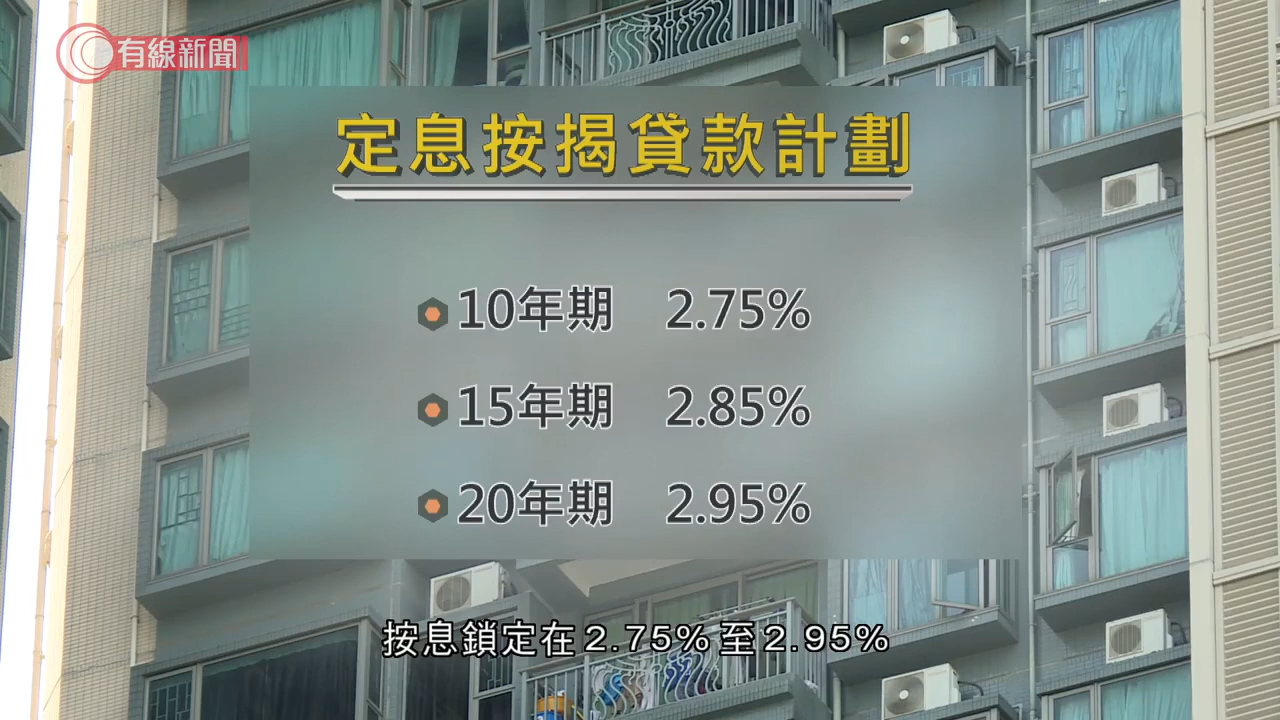 有線新聞
定息按揭貸款計劃
10年期 2.75%
15年期 2.85%
20年期 2.95%
按息鎖定在2.75%至2.95%